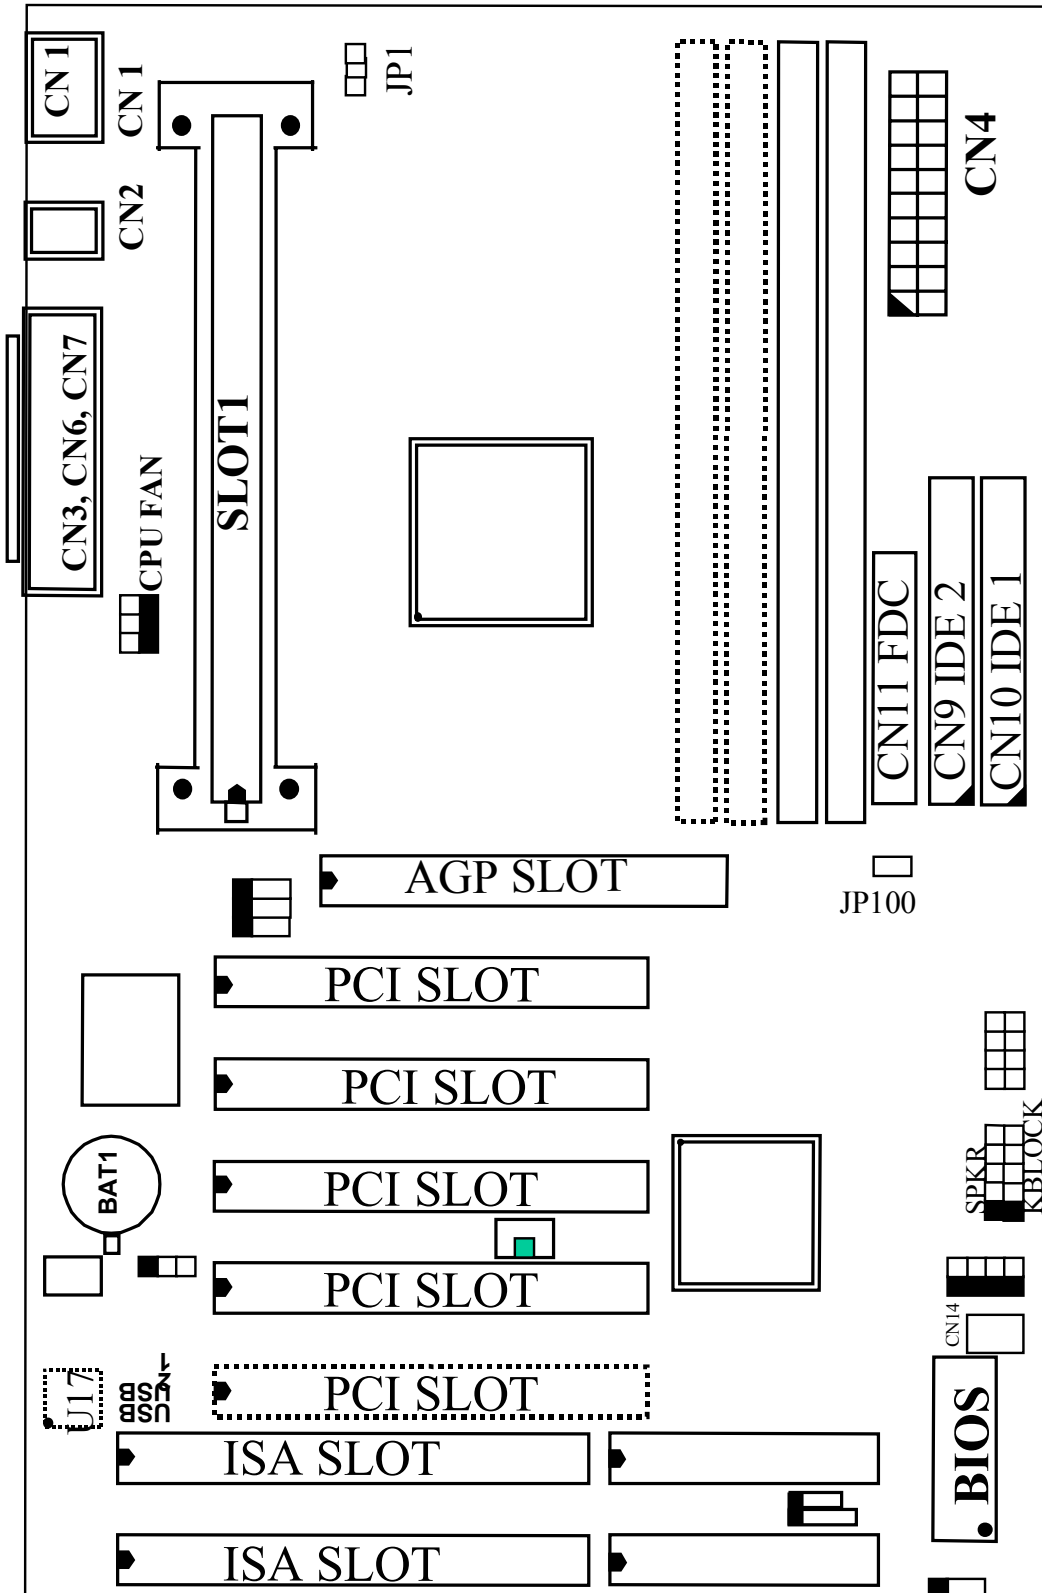 CN 1
CN 1
JP1
CN4
CN2
CN3, CN6, CN7
CPU FAN
SLOT1
CN11 FDC
CN9 IDE 2
CN10 IDE 1
AGP SLOT
JP100
PCI SLOT
PCI SLOT
SPKR
KBLOCK
BAT1
PCI SLOT
PCI SLOT
CN14
U17
USB 1
USB 2
PCI SLOT
BIOS
ISA SLOT
ISA SLOT